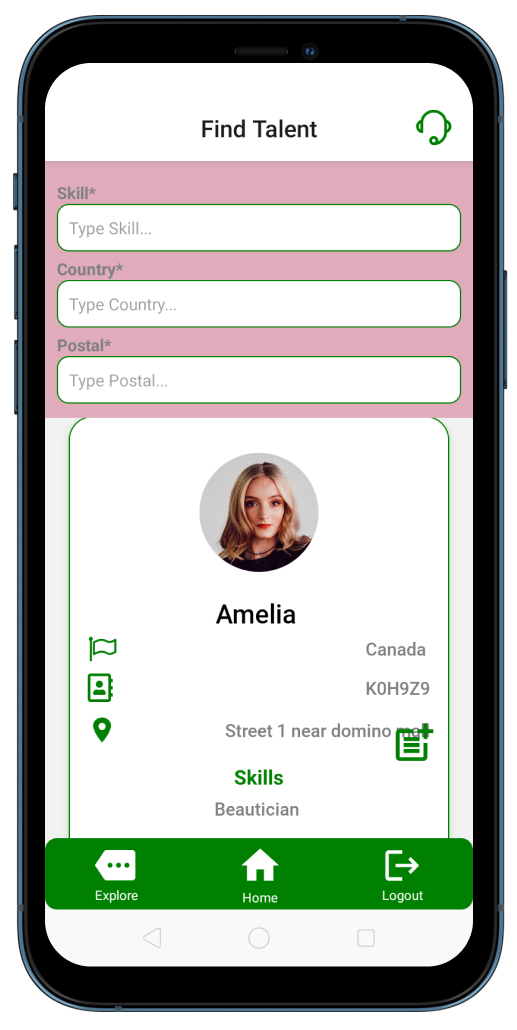 Find Talent
Skill*
Type Skill...
Country*
Type Country...
Postal*
Type Postal...
Amelia
Canada
K0H9Z9
Street 1 near domino
Skills
Beautician
Explore
Home
Logout